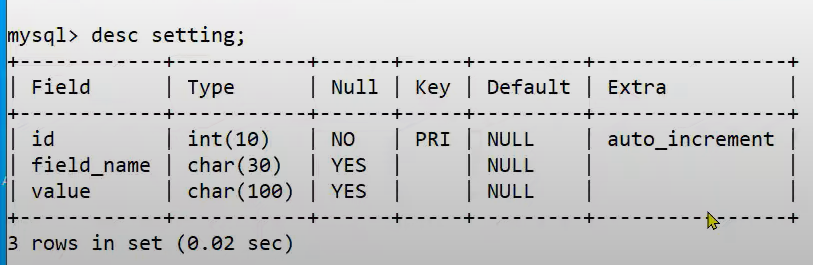 mysql> desc setting;
+------------+-----------+------+-----+---------+----------------+
| Field      | Type      | Null | Key | Default | Extra          |
+------------+-----------+------+-----+---------+----------------+
| id         | int(10)   | NO   | PRI | NULL    | auto_increment |
| field_name | char(30)  | YES  |     | NULL    |                |
| value      | char(100) | YES  |     | NULL    |                |
+------------+-----------+------+-----+---------+----------------+
3 rows in set (0.02 sec)